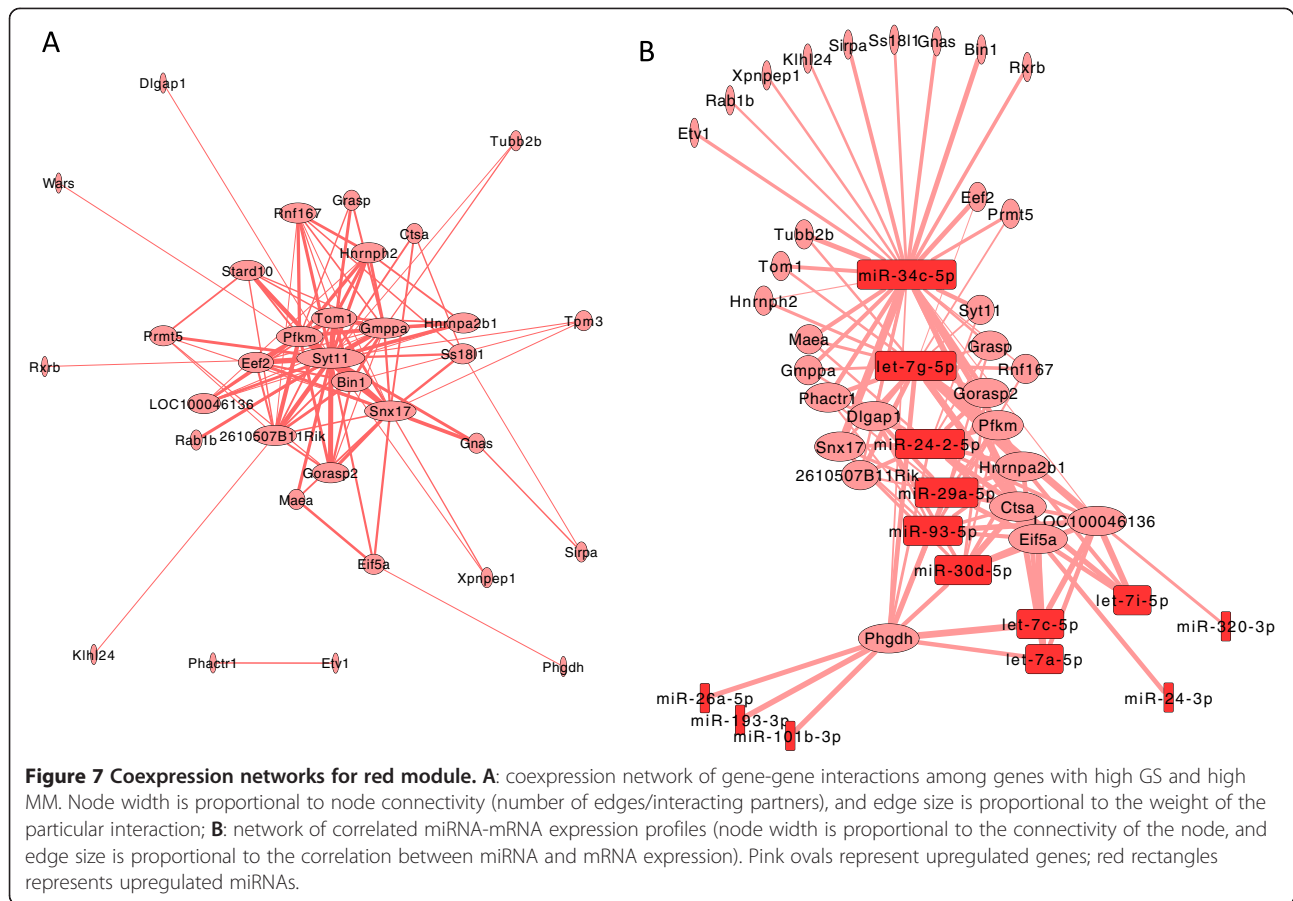 A
Dlgap1
Tubb2b
Wars
Grasp
Rnf167
Ctsa
Hnrnph2
Stard10
Tom1
Gmppa
Hnrnpa2b1
Tpm3
Prmt5
Pfkm
Syt11
Ss18l1
Eef2
Rxrb
Bin1
LOC100046136
Snx17
Rab1b
2610507B11Rik
Gnas
Gorasp2
Maea
Sirpa
Eif5a
Xpnpep1
Klhl24
Phactr1
Etv1
Phgdh
B
Sirpa
Ss18l1
Gnas
Klhl24
Bin1
Xpnpep1
Rxrb
Rab1b
Etv1
Eef2
Prmt5
Tubb2b
Tom1
miR-34c-5p
Hnrnph2
Syt11
Maea
Grasp
Gmppa
let-7g-5p
Rnf167
Phactr1
Gorasp2
Dlgap1
Pfkm
Snx17
miR-24-2-5p
2610507B11Rik
Hnrnpa2b1
miR-29a-5p
Ctsa
LOC100046136
miR-93-5p
Eif5a
miR-30d-5p
let-7i-5p
let-7c-5p
miR-320-3p
Phgdh
let-7a-5p
miR-26a-5p
miR-24-3p
miR-193-3p
miR-101b-3p
Figure 7 Coexpression networks for red module. A: coexpression network of gene-gene interactions among genes with high GS and high
MM. Node width is proportional to node connectivity (number of edges/interacting partners), and edge size is proportional to the weight of the
particular interaction; B: network of correlated miRNA-mRNA expression profiles (node width is proportional to the connectivity of the node, and
edge size is proportional to the correlation between miRNA and mRNA expression). Pink ovals represent upregulated genes; red rectangles
represents upregulated miRNAs.